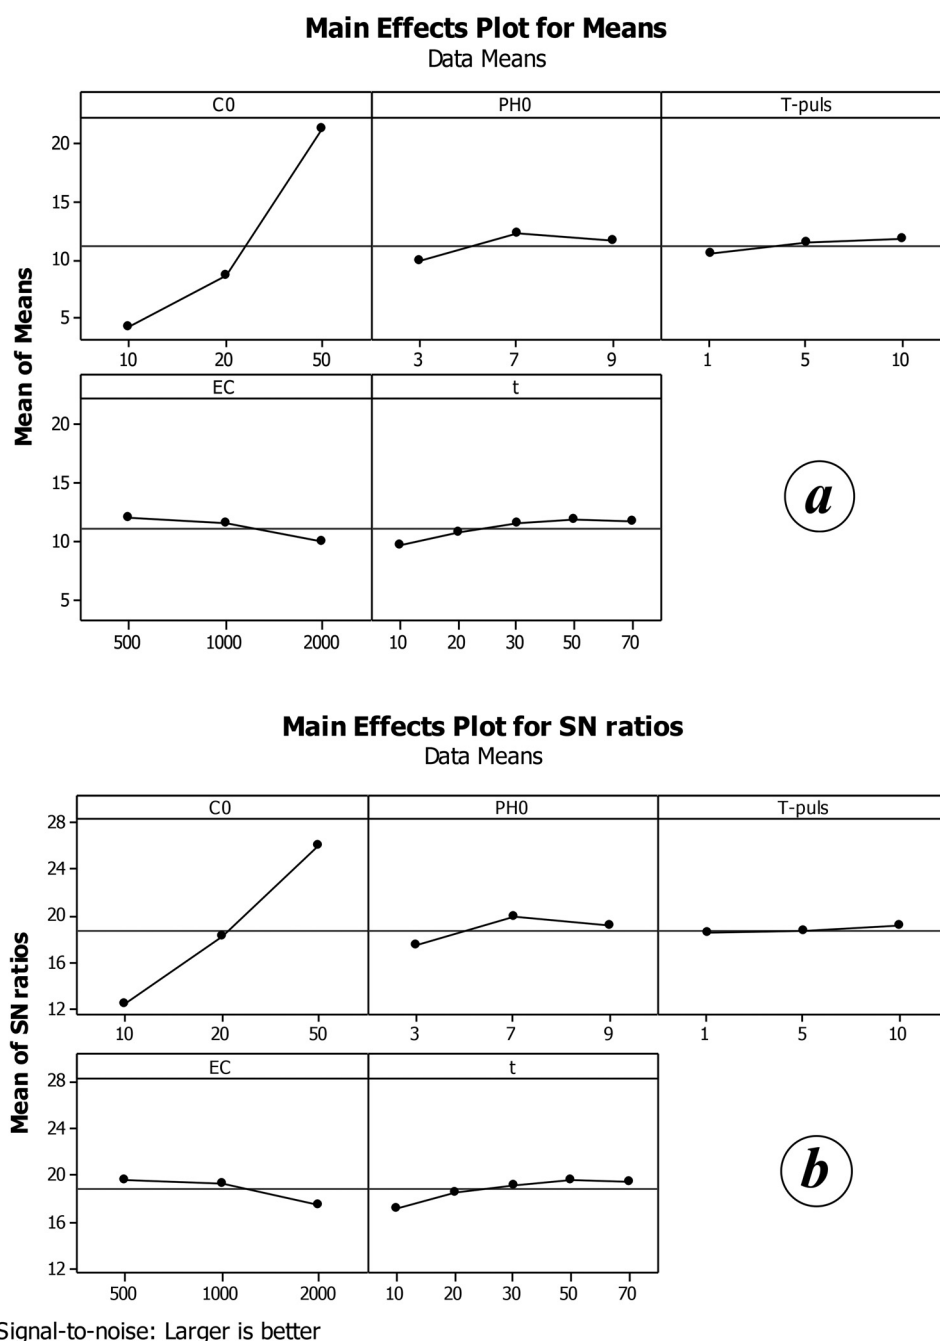 Main Effects Plot for Means
Data Means
C0 PH0 T-puls
20
15
10
5
10 20 50 3 7 9 1 5 10
EC t
20
15
10
5
500 1000 2000 10 20 30 50 70
Mean of Means
a
Main Effects Plot for SN ratios
Data Means
C0 PH0 T-puls
28
24
20
16
12
10 20 50 3 7 9 1 5 10
EC t
28
24
20
16
12
500 1000 2000 10 20 30 50 70
Mean of SN ratios
b
Signal-to-noise: Larger is better